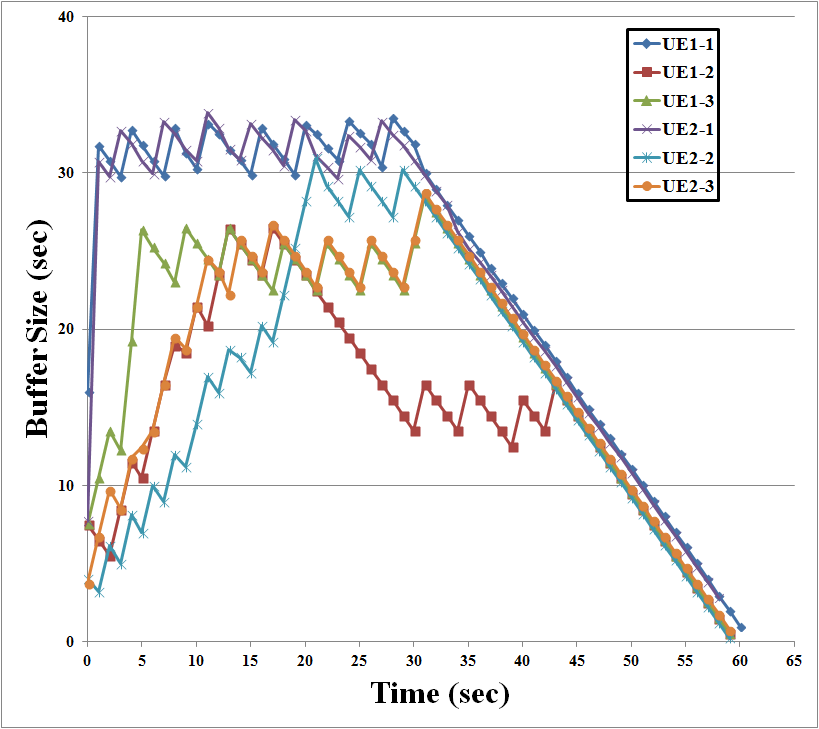 40
30
20
10
0
0 5 10 15 20 25 30 35 40 45 50 55 60 65
Buffer Size (sec)
Time (sec)
UE1-1
UE1-2
UE1-3
UE2-1
UE2-2
UE2-3